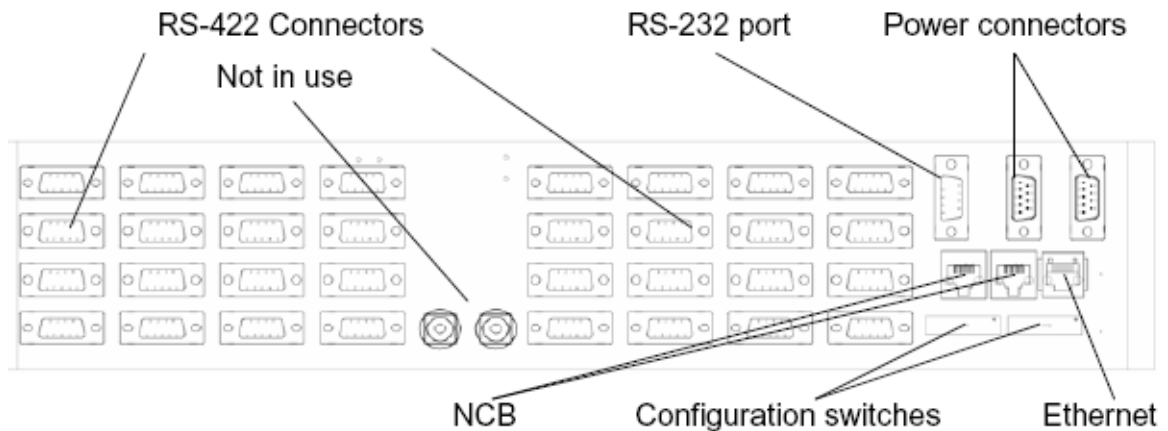 RS-422 Connectors
RS-232 port
Power connectors
Not in use
NCB
Configuration switches
Ethernet